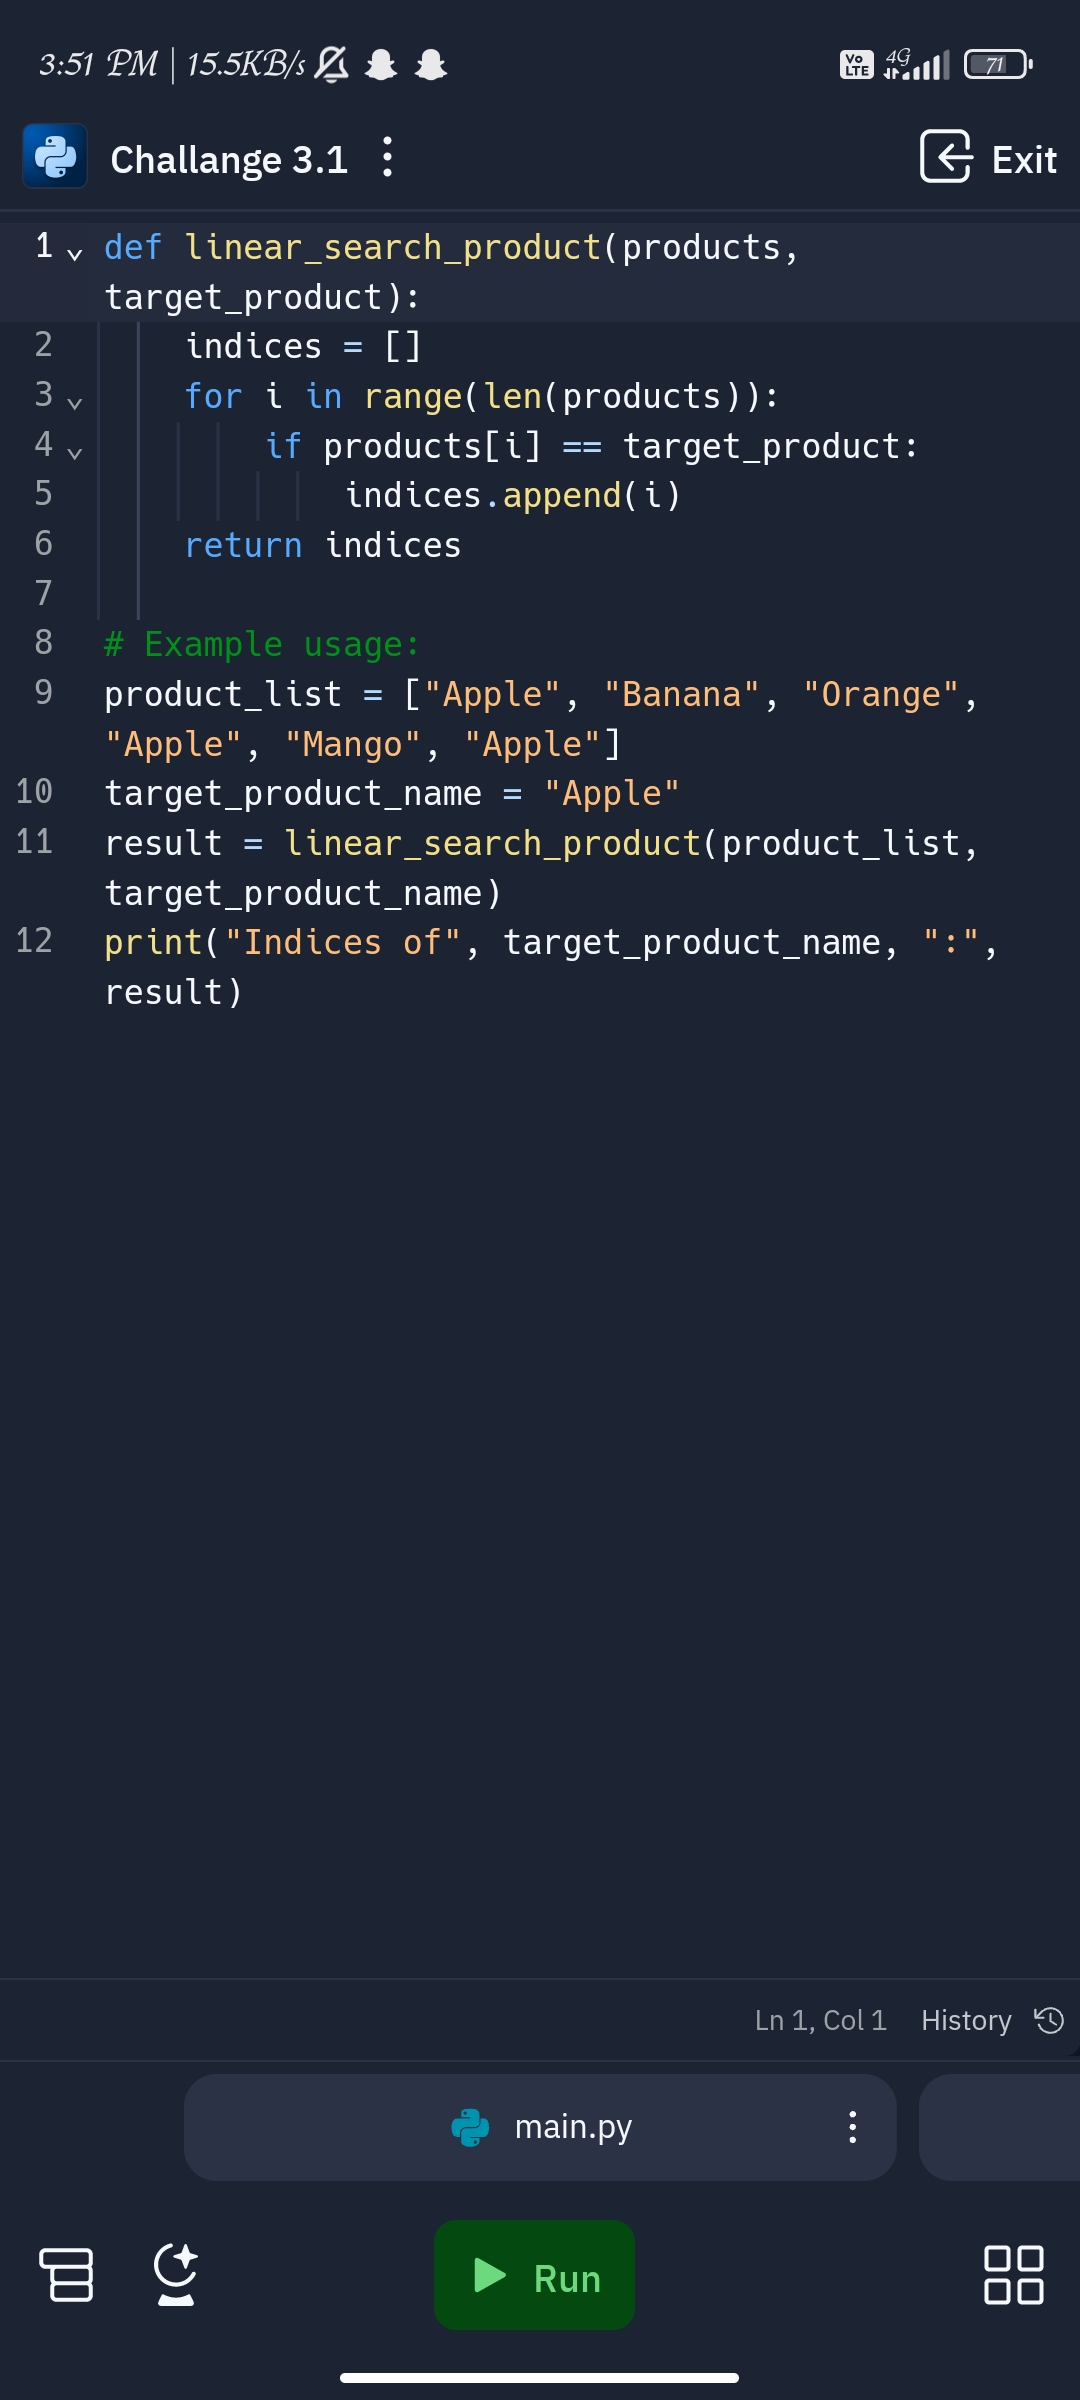 3:51 PM | 15.5KB/s Vo LTE 4G 71
Challange 3.1 Exit
1 def linear_search_product(products,
target_product):
2     indices = []
3     for i in range(len(products)):
4         if products[i] == target_product:
5             indices.append(i)
6     return indices
7
8 # Example usage:
9 product_list = ["Apple", "Banana", "Orange",
"Apple", "Mango", "Apple"]
10 target_product_name = "Apple"
11 result = linear_search_product(product_list,
target_product_name)
12 print("Indices of", target_product_name, ":",
result)
Ln 1, Col 1 History
main.py
Run